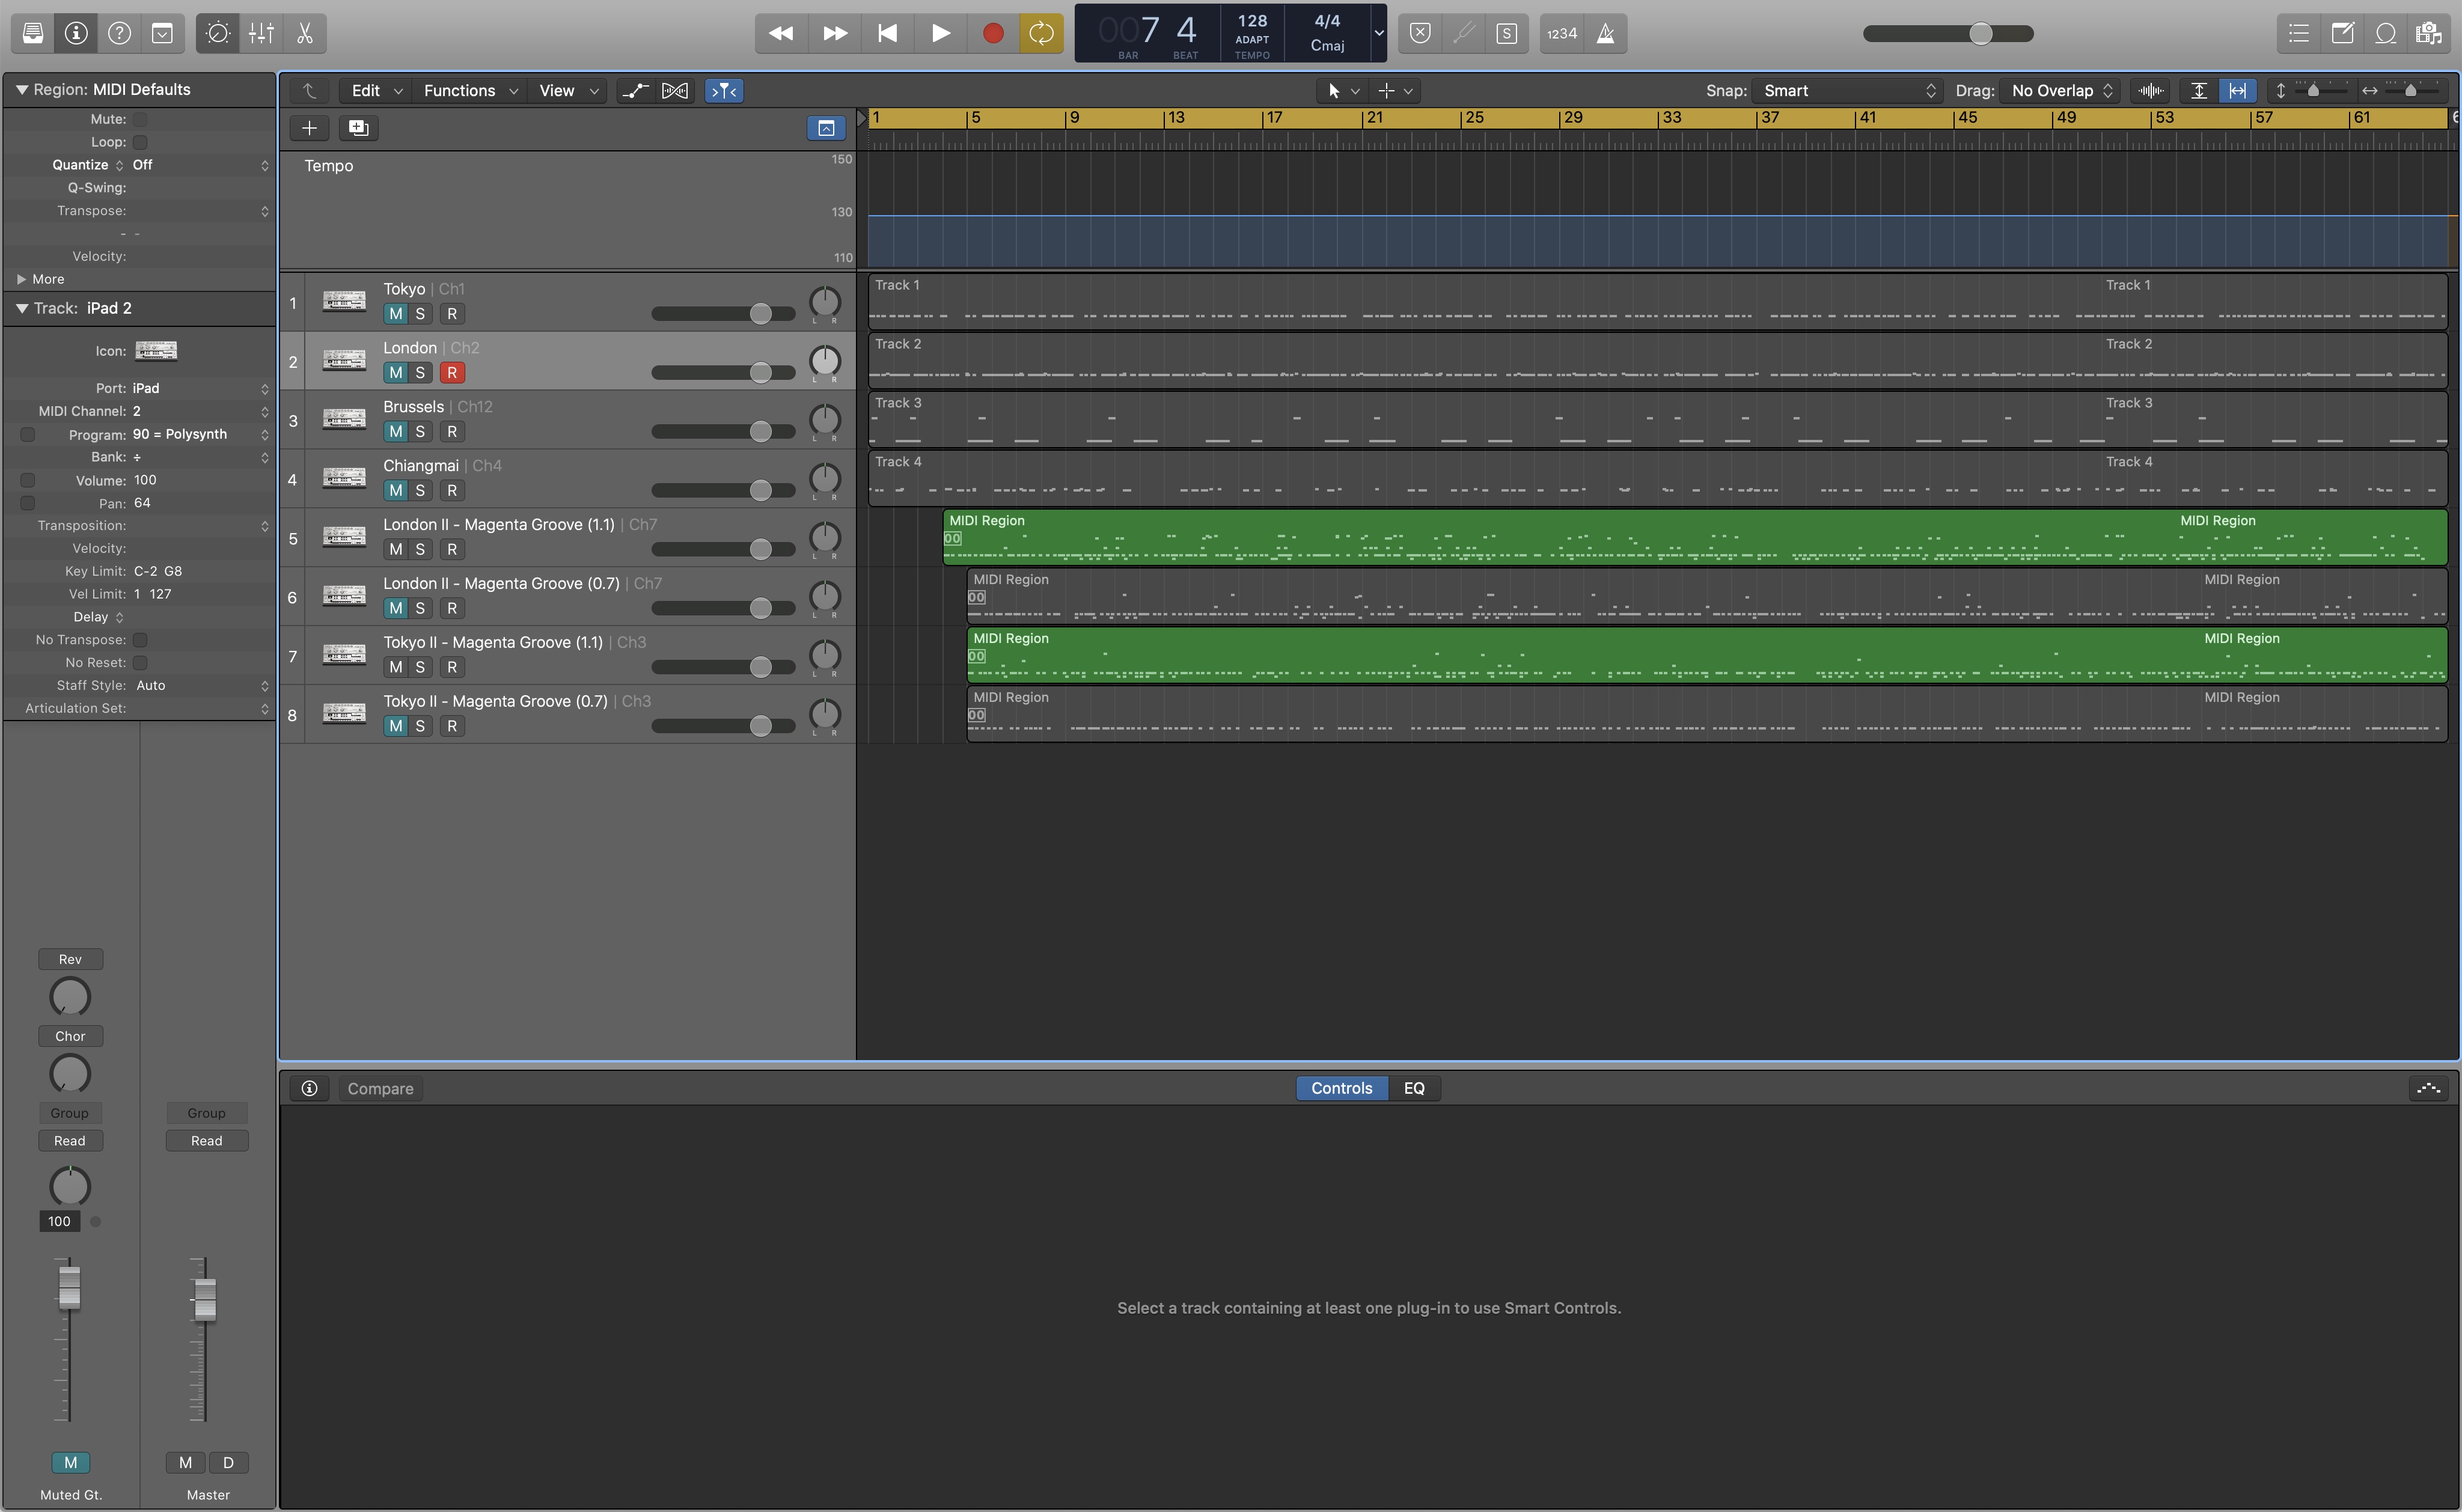 007 4 128 4/4
ADAPT Cmaj
BAR BEAT TEMPO
S 1234
Region: MIDI Defaults
Mute:
Loop:
Quantize Off
Q-Swing:
Transpose:
- -
Velocity:
More
Track: iPad 2
Icon:
Port: iPad
MIDI Channel: 2
Program: 90 = Polysynth
Bank: ÷
Volume: 100
Pan: 64
Transposition:
Velocity:
Key Limit: C-2 G8
Vel Limit: 1 127
Delay
No Transpose:
No Reset:
Staff Style: Auto
Articulation Set:
Rev
Chor
Group Group
Read Read
100
M M D
Muted Gt. Master
Edit Functions View Snap: Smart Drag: No Overlap
1 5 9 13 17 21 25 29 33 37 41 45 49 53 57 61
Tempo 150
130
110
1 Tokyo | Ch1
M S R
L R
Track 1 Track 1
2 London | Ch2
M S R
L R
Track 2 Track 2
3 Brussels | Ch12
M S R
L R
Track 3 Track 3
4 Chiangmai | Ch4
M S R
L R
Track 4 Track 4
5 London II - Magenta Groove (1.1) | Ch7
M S R
L R
MIDI Region MIDI Region
6 London II - Magenta Groove (0.7) | Ch7
M S R
L R
MIDI Region MIDI Region
7 Tokyo II - Magenta Groove (1.1) | Ch3
M S R
L R
MIDI Region MIDI Region
8 Tokyo II - Magenta Groove (0.7) | Ch3
M S R
L R
MIDI Region MIDI Region
Compare Controls EQ
Select a track containing at least one plug-in to use Smart Controls.